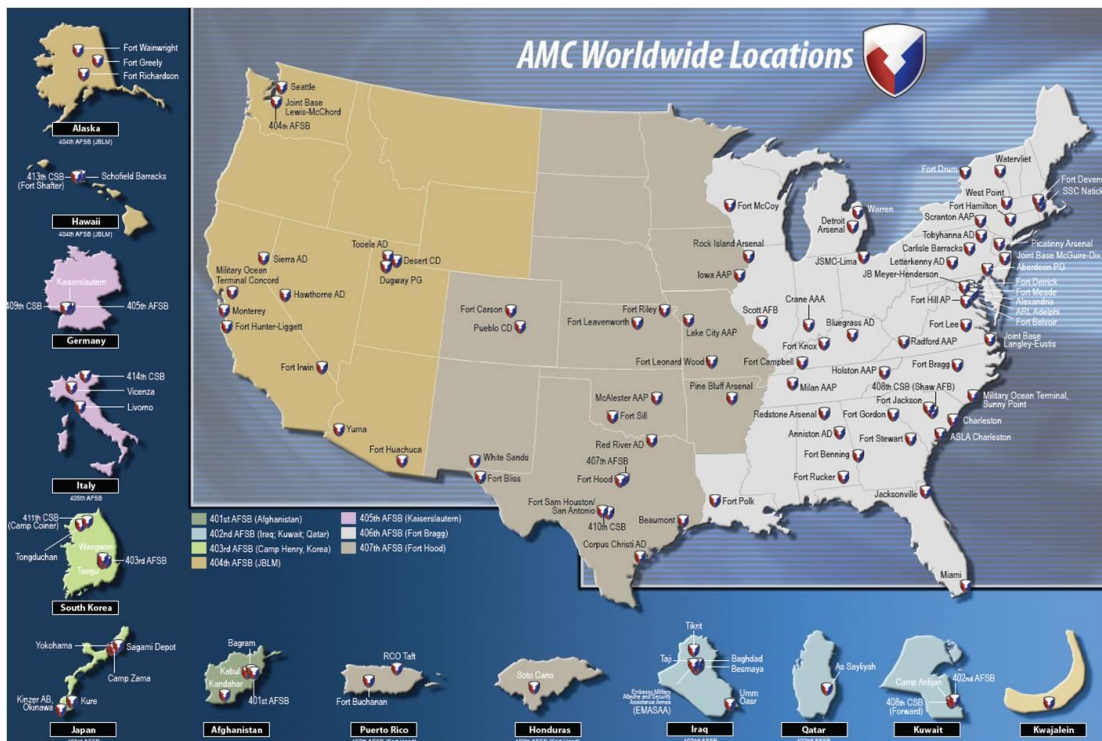 AMC Worldwide Locations
Fort Wainwright
Fort Greely
Fort Richardson
Alaska
404th AFSB (JBLM)
413th CSB
(Fort Shafter)
Schofield Barracks
Hawaii
404th AFSB (JBLM)
Kaiserslautern
409th CSB
405th AFSB
Germany
414th CSB
Vicenza
Livorno
Italy
405th AFSB
411th CSB
(Camp Coiner)
Tongduchan
Waegwan
403rd AFSB
Taegu
South Korea
Yokohama
Sagami Depot
Camp Zama
Kinzer AB,
Okinawa
Kure
Japan
Seattle
Joint Base
Lewis-McChord
404th AFSB
Tooele AD
Desert CD
Dugway PG
Sierra AD
Military Ocean
Terminal Concord
Hawthorne AD
Monterey
Fort Hunter-Liggett
Fort Irwin
Yuma
Fort Huachuca
Fort Carson
Pueblo CD
Fort Riley
Fort Leavenworth
Lake City AAP
Fort Leonard Wood
Pine Bluff Arsenal
McAlester AAP
Fort Sill
Red River AD
407th AFSB
Fort Hood
White Sands
Fort Bliss
Fort Sam Houston/
San Antonio
410th CSB
Beaumont
Corpus Christi AD
Fort Polk
Fort McCoy
Rock Island Arsenal
Iowa AAP
Scott AFB
Warren
Detroit
Arsenal
JSMC-Lima
Crane AAA
Bluegrass AD
Fort Knox
Fort Campbell
Milan AAP
Holston AAP
Radford AAP
Redstone Arsenal
Anniston AD
Fort Benning
Fort Rucker
408th CSB (Shaw AFB)
Fort Jackson
Fort Gordon
Fort Stewart
Jacksonville
Miami
Fort Drum
Watervliet
West Point
Fort Hamilton
Fort Deven
SSC Natick
Scranton AAP
Tobyhanna AD
Carlisle Barracks
Letterkenny AD
JB Meyer-Henderson
Fort Hill AP
Picatinny Arsenal
Joint Base McGuire-Dix
Aberdeen PG
Fort Detrick
Fort Meade
Alexandria
ARL Adelphi
Fort Belvoir
Fort Lee
Joint Base
Langley-Eustis
Fort Bragg
Military Ocean Terminal,
Sunny Point
Charleston
ASLA Charleston
401st AFSB (Afghanistan)
402nd AFSB (Iraq; Kuwait; Qatar)
403rd AFSB (Camp Henry, Korea)
404th AFSB (JBLM)
405th AFSB (Kaiserslautern)
406th AFSB (Fort Bragg)
407th AFSB (Fort Hood)
Bagram
Kabul
Kandahar
401st AFSB
Afghanistan
RCO Taft
Fort Buchanan
Puerto Rico
Soto Cano
Honduras
Tikrit
Taji
Baghdad
Besmaya
Embassy Military
Attache and Security
Assistance Annex
(EMASAA)
Umm
Qasr
Iraq
As Sayliyah
Qatar
Camp Arifjan
402nd AFSB
408th CSB
(Forward)
Kuwait
Kwajalein